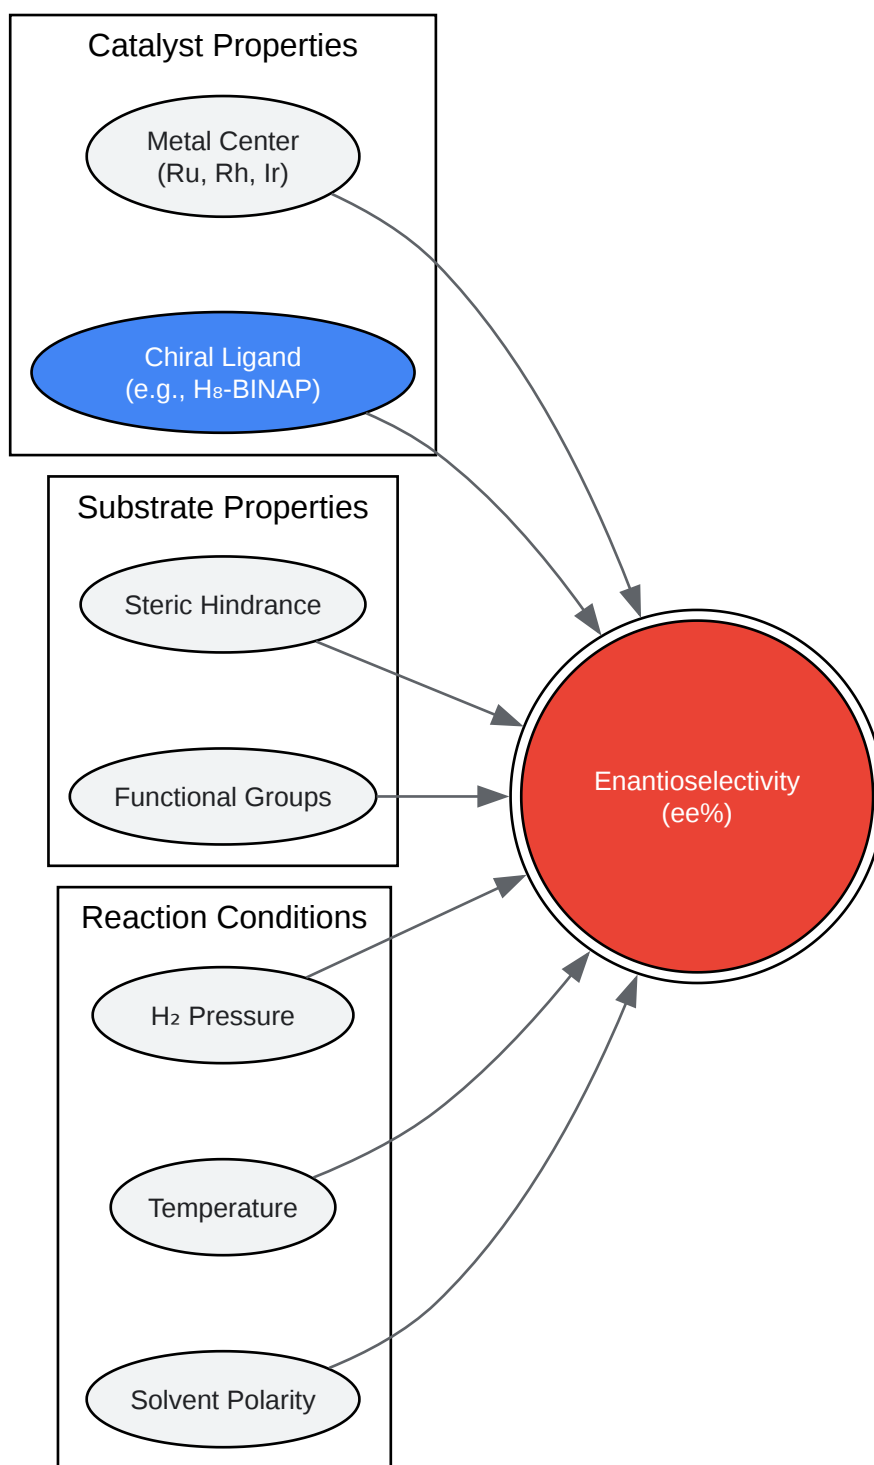 Catalyst Properties
Metal Center
(Ru, Rh, Ir)
Chiral Ligand
(e.g., H₈-BINAP)
Substrate Properties
Steric Hindrance
Functional Groups
Enantioselectivity
(ee%)
Reaction Conditions
H₂ Pressure
Temperature
Solvent Polarity